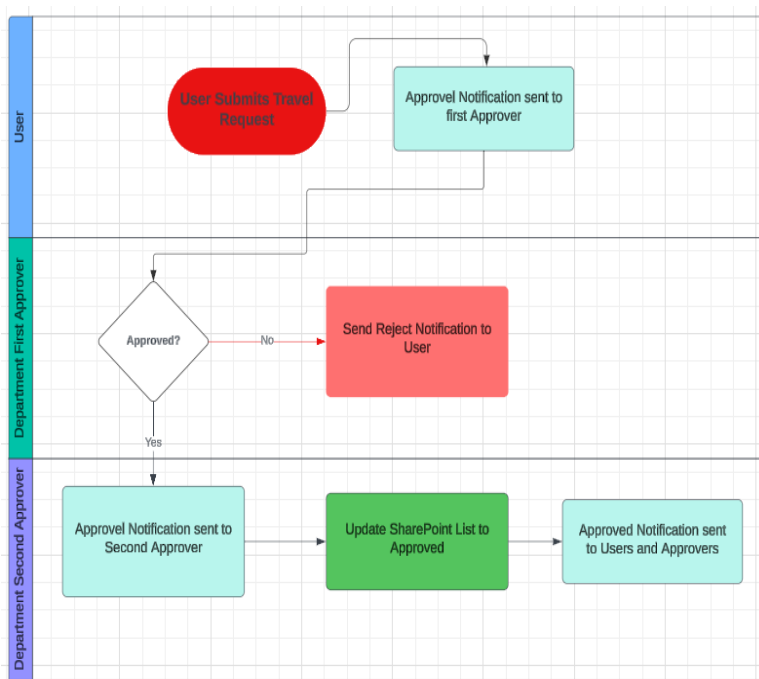 User
User Submits Travel
Request
Approvel Notification sent to
first Approver
Department First Approver
Approved?
No
Send Reject Notification to
User
Yes
Department Second Approver
Approvel Notification sent to
Second Approver
Update SharePoint List to
Approved
Approved Notification sent
to Users and Approvers